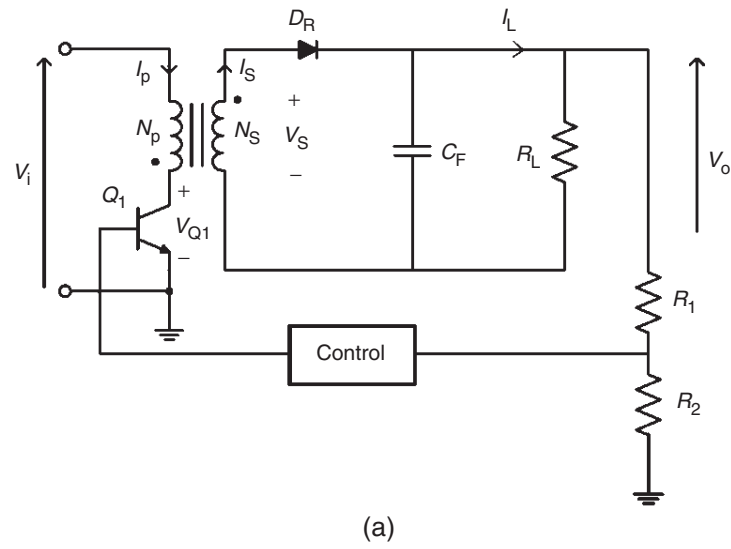 D_R
I_L
I_p
I_S
+
N_p
N_S
V_S
−
C_F
R_L
V_i
V_o
Q_1
+
V_Q1
−
R_1
Control
R_2
(a)